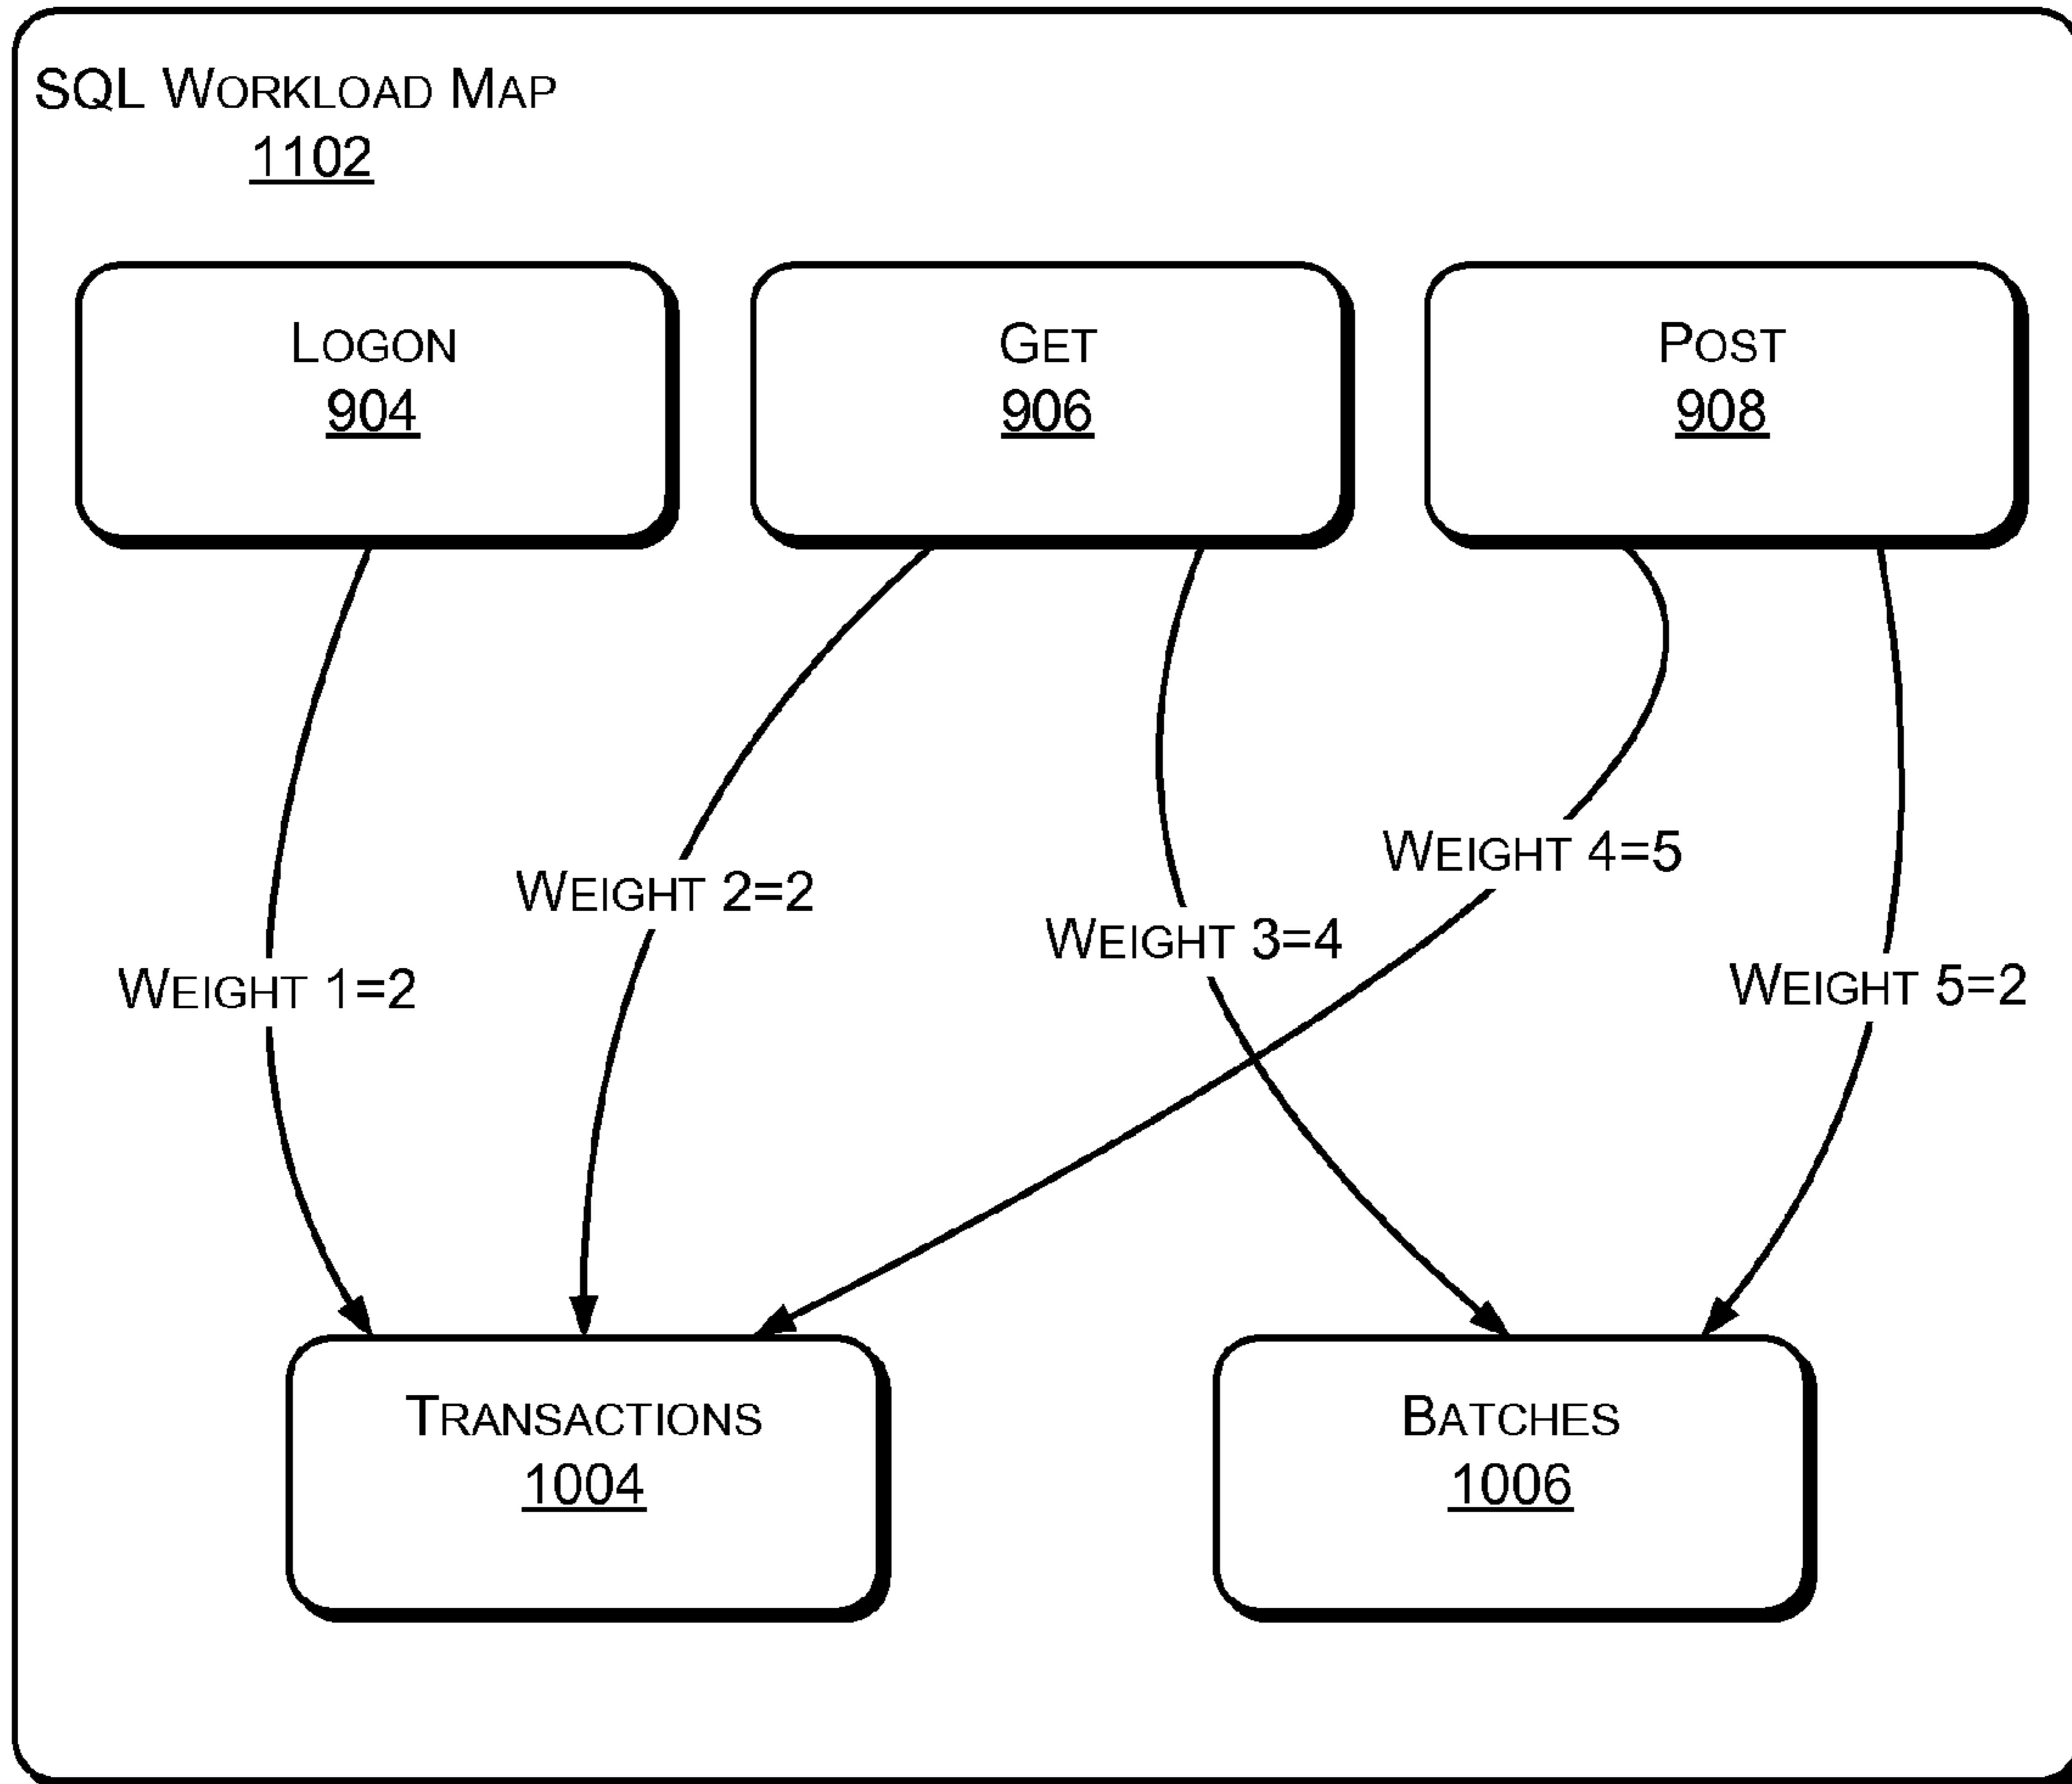 SQL WORKLOAD MAP
1102
LOGON
904
GET
906
POST
908
WEIGHT 4=5
WEIGHT 2=2
WEIGHT 3=4
WEIGHT 1=2
WEIGHT 5=2
TRANSACTIONS
1004
BATCHES
1006